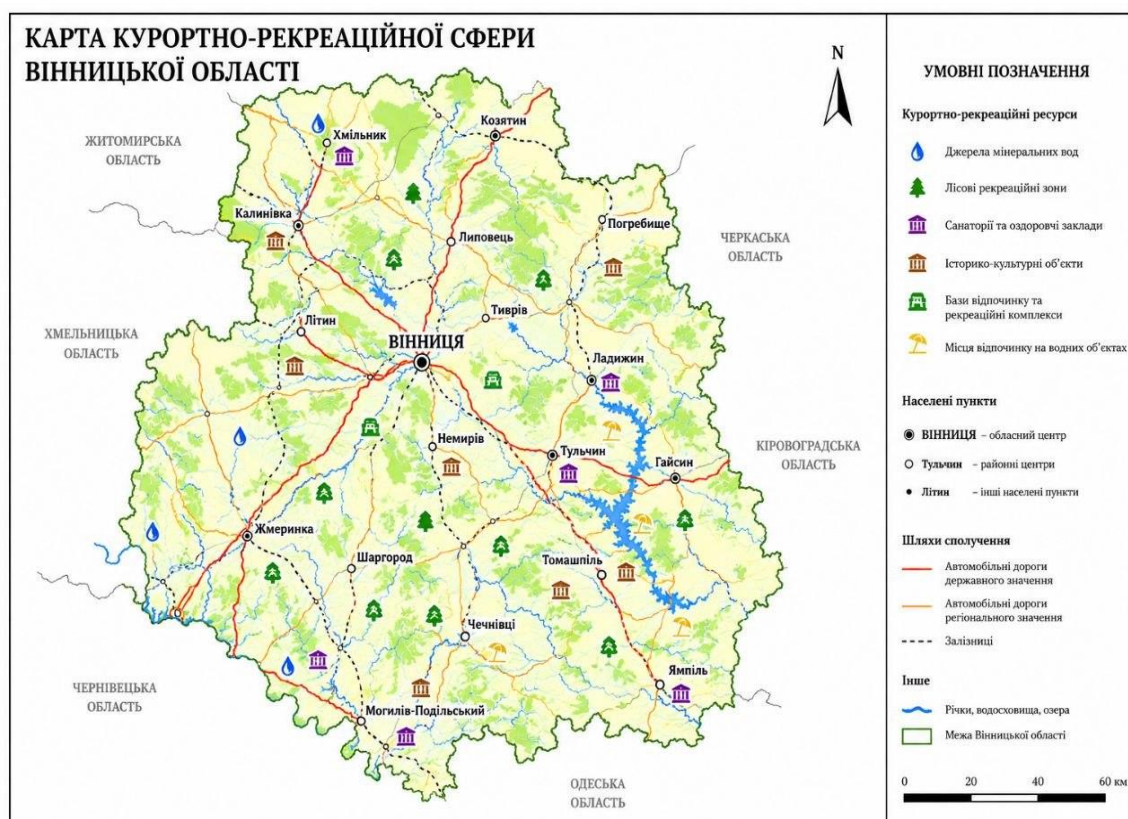 КАРТА КУРОРТНО-РЕКРЕАЦІЙНОЇ СФЕРИ
ВІННИЦЬКОЇ ОБЛАСТІ
N
ЖИТОМИРСЬКА
ОБЛАСТЬ
Хмільник
Козятин
Калинівка
Липовець
Погребище
ЧЕРКАСЬКА
ОБЛАСТЬ
ХМЕЛЬНИЦЬКА
ОБЛАСТЬ
Літин
Тиврів
ВІННИЦЯ
Ладижин
Немирів
Тульчин
Гайсин
КІРОВОГРАДСЬКА
ОБЛАСТЬ
Жмеринка
Шаргород
Томашпіль
Чечнівці
Ямпіль
ЧЕРНІВЕЦЬКА
ОБЛАСТЬ
Могилів-Подільський
ОДЕСЬКА
ОБЛАСТЬ
УМОВНІ ПОЗНАЧЕННЯ
Курортно-рекреаційні ресурси
Джерела мінеральних вод
Лісові рекреаційні зони
Санаторії та оздоровчі заклади
Історико-культурні об'єкти
Бази відпочинку та
рекреаційні комплекси
Місця відпочинку на водних об'єктах
Населені пункти
ВІННИЦЯ – обласний центр
Тульчин – районні центри
Літин – інші населені пункти
Шляхи сполучення
Автомобільні дороги
державного значення
Автомобільні дороги
регіонального значення
Залізниці
Інше
Річки, водосховища, озера
Межа Вінницької області
0 20 40 60 км